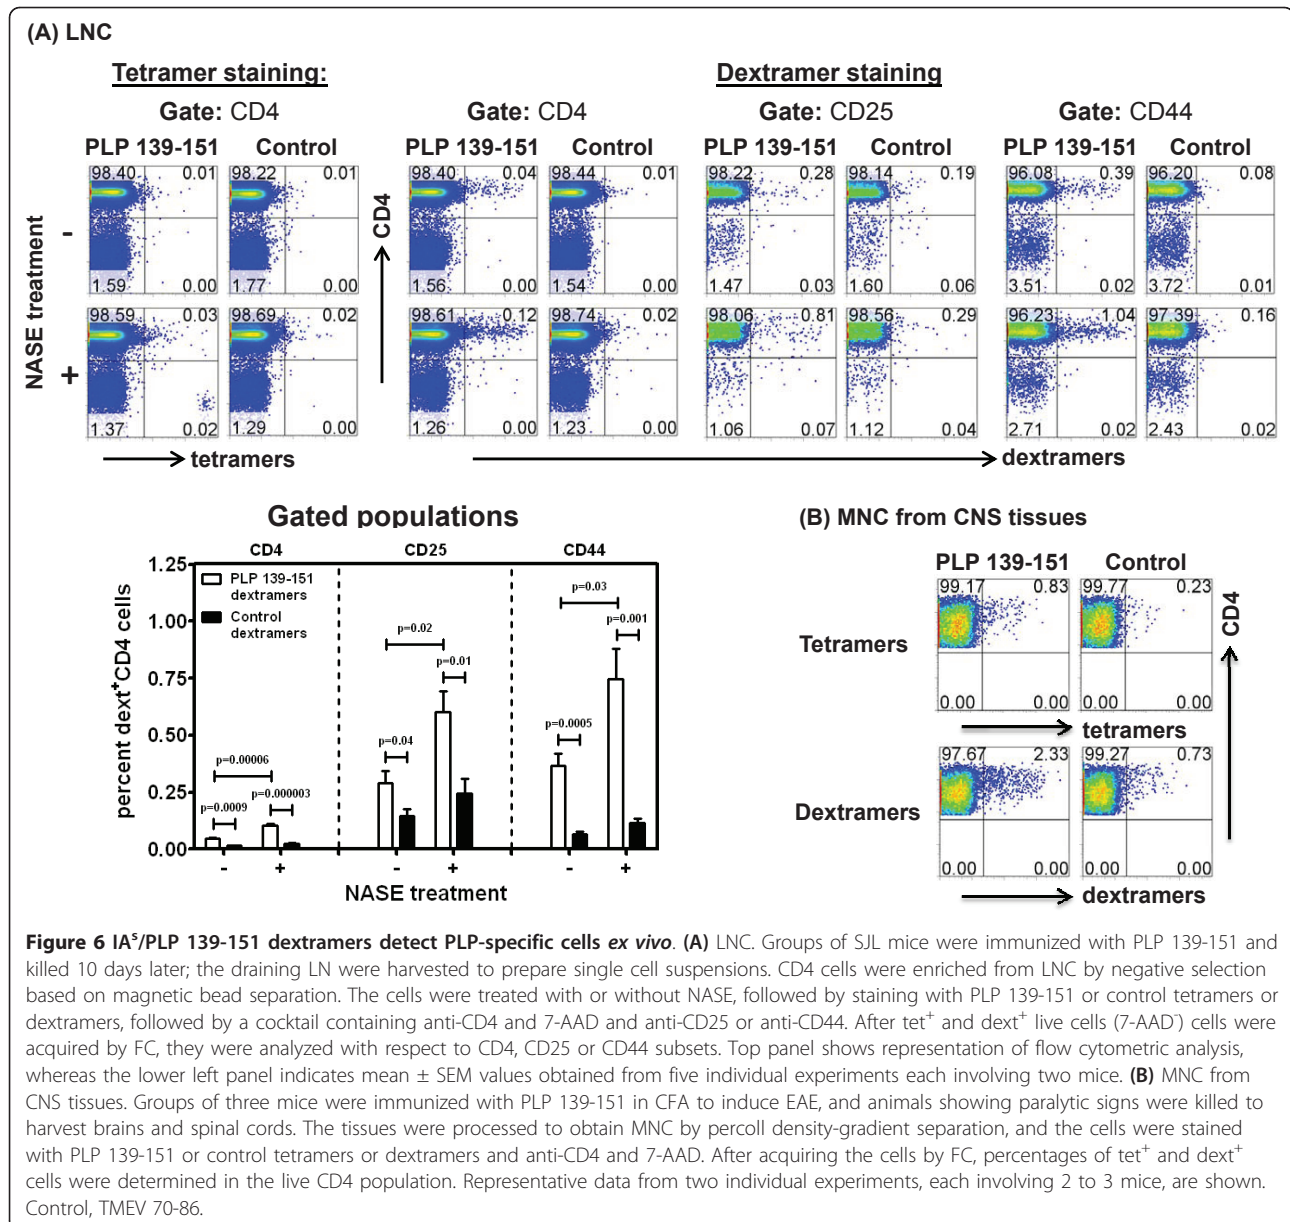 (A) LNC
Tetramer staining:
Dextramer staining
Gate: CD4
Gate: CD4
Gate: CD25
Gate: CD44
PLP 139-151 Control
PLP 139-151 Control
PLP 139-151 Control
PLP 139-151 Control
NASE treatment
-
98.40 0.01 98.22 0.01
98.40 0.04 98.44 0.01
98.22 0.28 98.14 0.19
96.08 0.39 96.20 0.08
1.59 0.00 1.77 0.00
1.56 0.00 1.54 0.00
1.47 0.03 1.60 0.06
3.51 0.02 3.72 0.01
CD4
+
98.59 0.03 98.69 0.02
98.61 0.12 98.74 0.02
98.06 0.81 98.56 0.29
96.23 1.04 97.39 0.16
1.37 0.02 1.29 0.00
1.26 0.00 1.23 0.00
1.06 0.07 1.12 0.04
2.71 0.02 2.43 0.02
tetramers
dextramers
Gated populations
CD4 CD25 CD44
percent dext+CD4 cells
1.25
1.00
0.75
0.50
0.25
0.00
PLP 139-151
dextramers
Control
dextramers
p=0.0009
p=0.00006
p=0.000003
p=0.04
p=0.02
p=0.01
p=0.0005
p=0.03
p=0.001
- + - + - +
NASE treatment
(B) MNC from CNS tissues
PLP 139-151 Control
Tetramers
99.17 0.83 99.77 0.23
0.00 0.00 0.00 0.00
CD4
tetramers
Dextramers
97.67 2.33 99.27 0.73
0.00 0.00 0.00 0.00
dextramers
Figure 6 IAˢ/PLP 139-151 dextramers detect PLP-specific cells ex vivo. (A) LNC. Groups of SJL mice were immunized with PLP 139-151 and
killed 10 days later; the draining LN were harvested to prepare single cell suspensions. CD4 cells were enriched from LNC by negative selection
based on magnetic bead separation. The cells were treated with or without NASE, followed by staining with PLP 139-151 or control tetramers or
dextramers, followed by a cocktail containing anti-CD4 and 7-AAD and anti-CD25 or anti-CD44. After tet⁺ and dext⁺ live cells (7-AAD⁻) cells were
acquired by FC, they were analyzed with respect to CD4, CD25 or CD44 subsets. Top panel shows representation of flow cytometric analysis,
whereas the lower left panel indicates mean ± SEM values obtained from five individual experiments each involving two mice. (B) MNC from
CNS tissues. Groups of three mice were immunized with PLP 139-151 in CFA to induce EAE, and animals showing paralytic signs were killed to
harvest brains and spinal cords. The tissues were processed to obtain MNC by percoll density-gradient separation, and the cells were stained
with PLP 139-151 or control tetramers or dextramers and anti-CD4 and 7-AAD. After acquiring the cells by FC, percentages of tet⁺ and dext⁺
cells were determined in the live CD4 population. Representative data from two individual experiments, each involving 2 to 3 mice, are shown.
Control, TMEV 70-86.